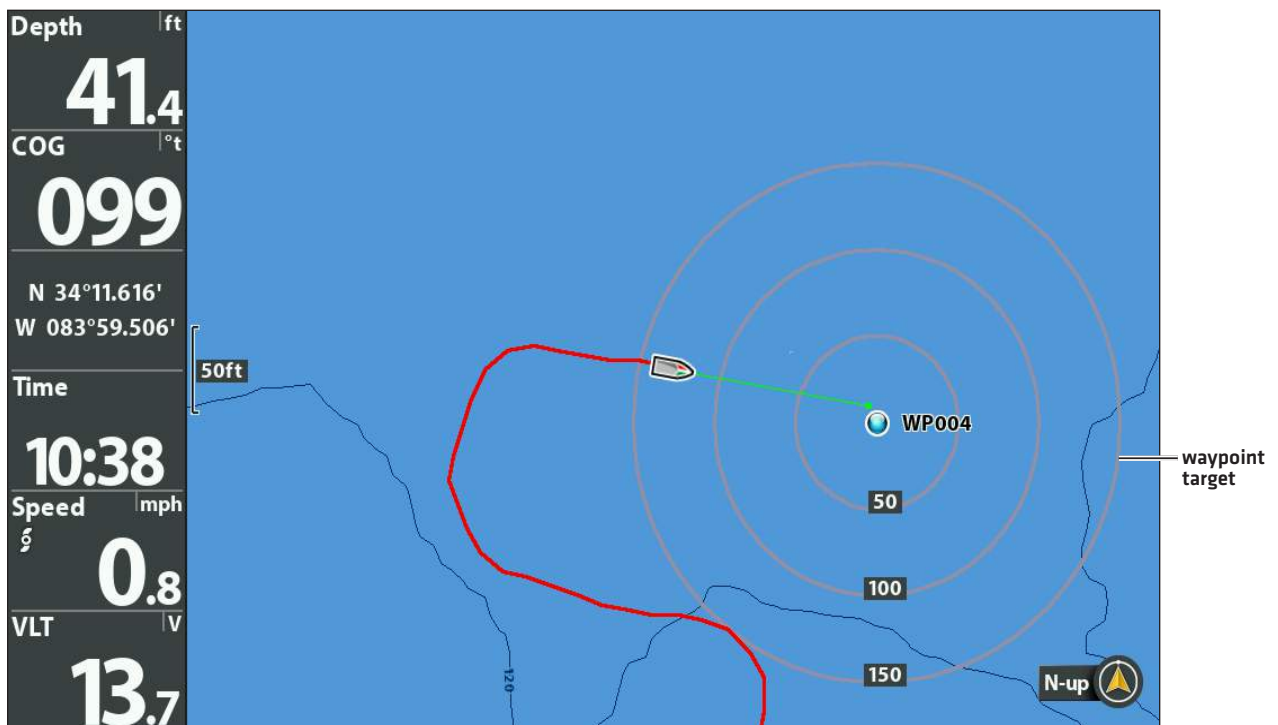 Depth ft
41.4
COG °t
099
N 34°11.616'
W 083°59.506'
50ft
Time
10:38
Speed mph
0.8
VLT V
13.7
WP004
50
100
150
120
N-up
waypoint
target